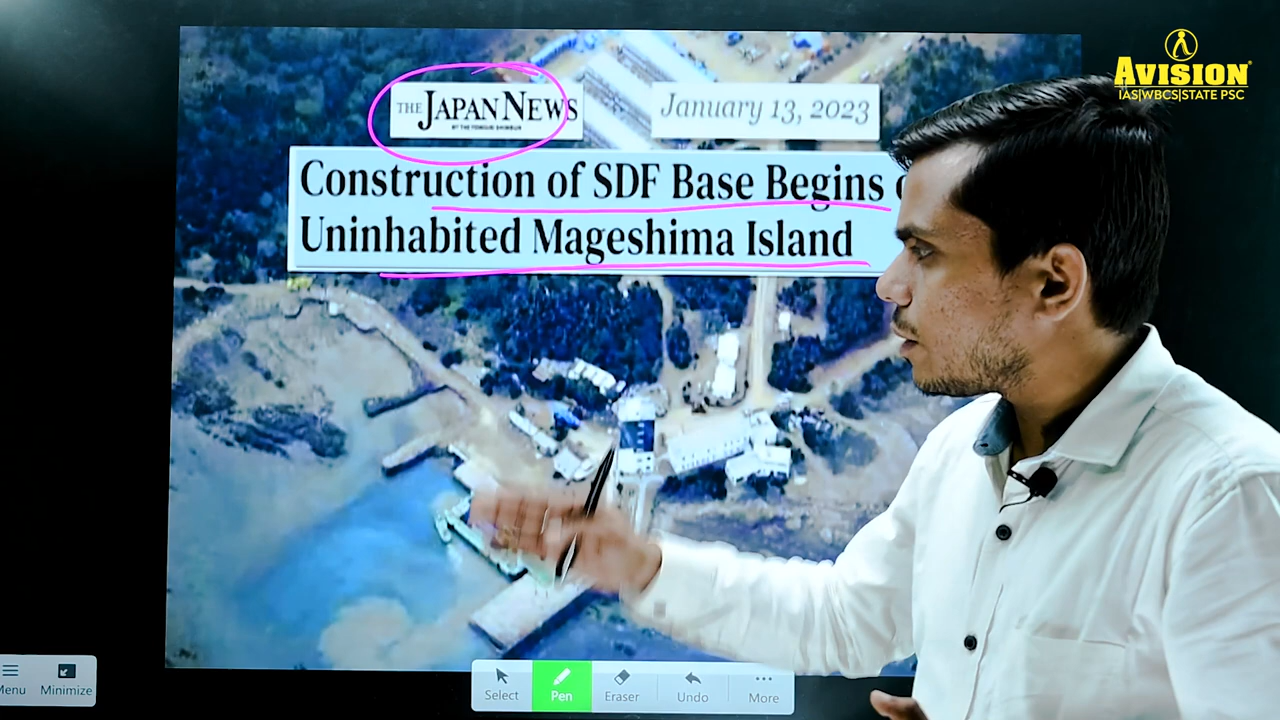 AVISION
IAS|WBCS|STATE PSC
THE JAPAN NEWS
BY THE YOMIURI SHIMBUN
January 13, 2023
Construction of SDF Base Begins
Uninhabited Mageshima Island
Menu
Minimize
Select
Pen
Eraser
Undo
More